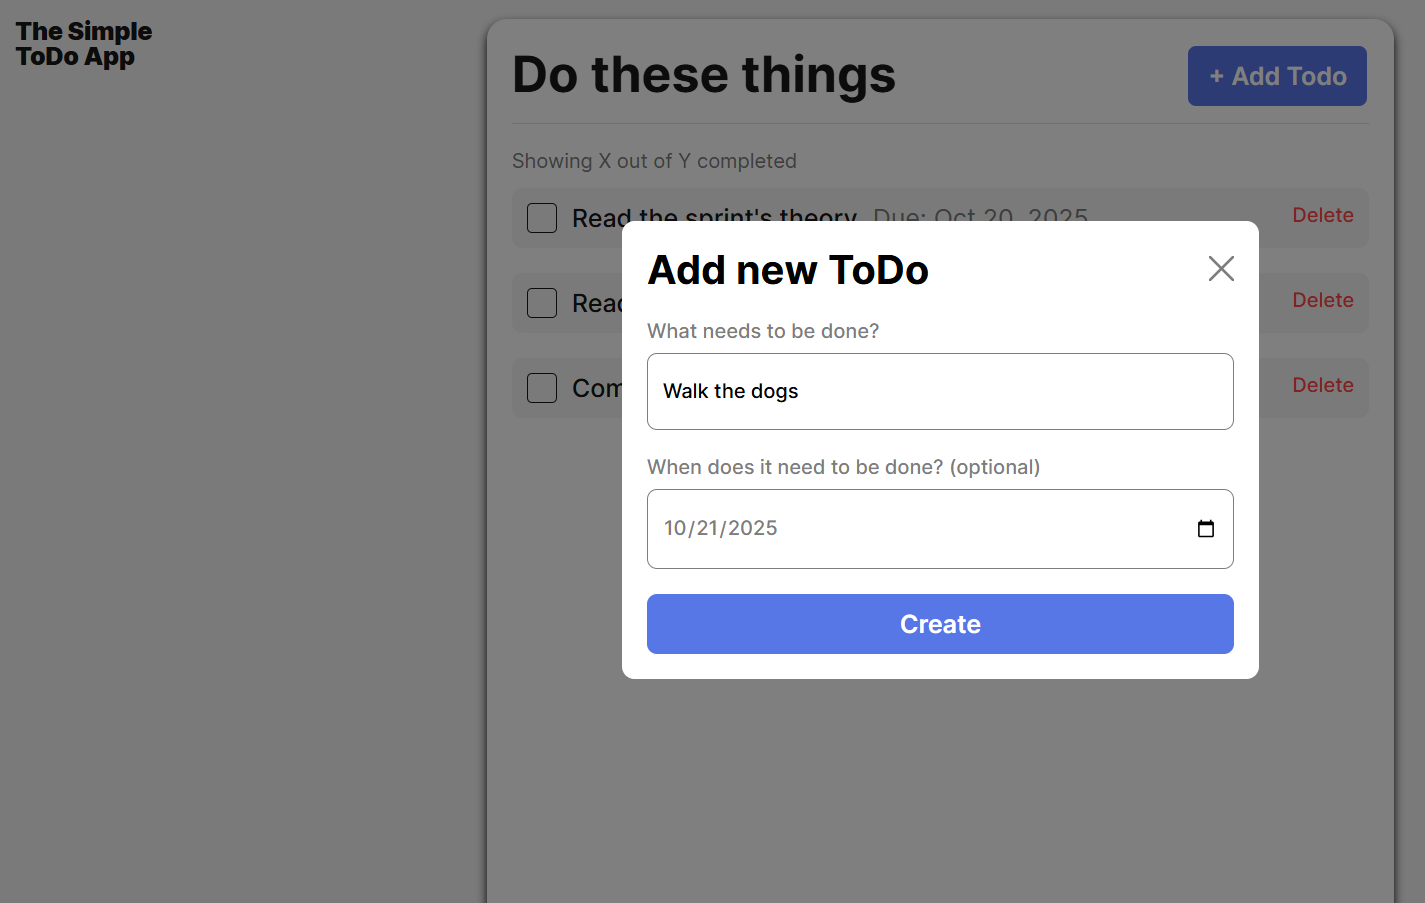 The Simple
ToDo App
Do these things
+ Add Todo
Showing X out of Y completed
Read the sprint's theory Due: Oct 20, 2025
Delete
Delete
Delete
Add new ToDo
What needs to be done?
Walk the dogs
When does it need to be done? (optional)
10/21/2025
Create